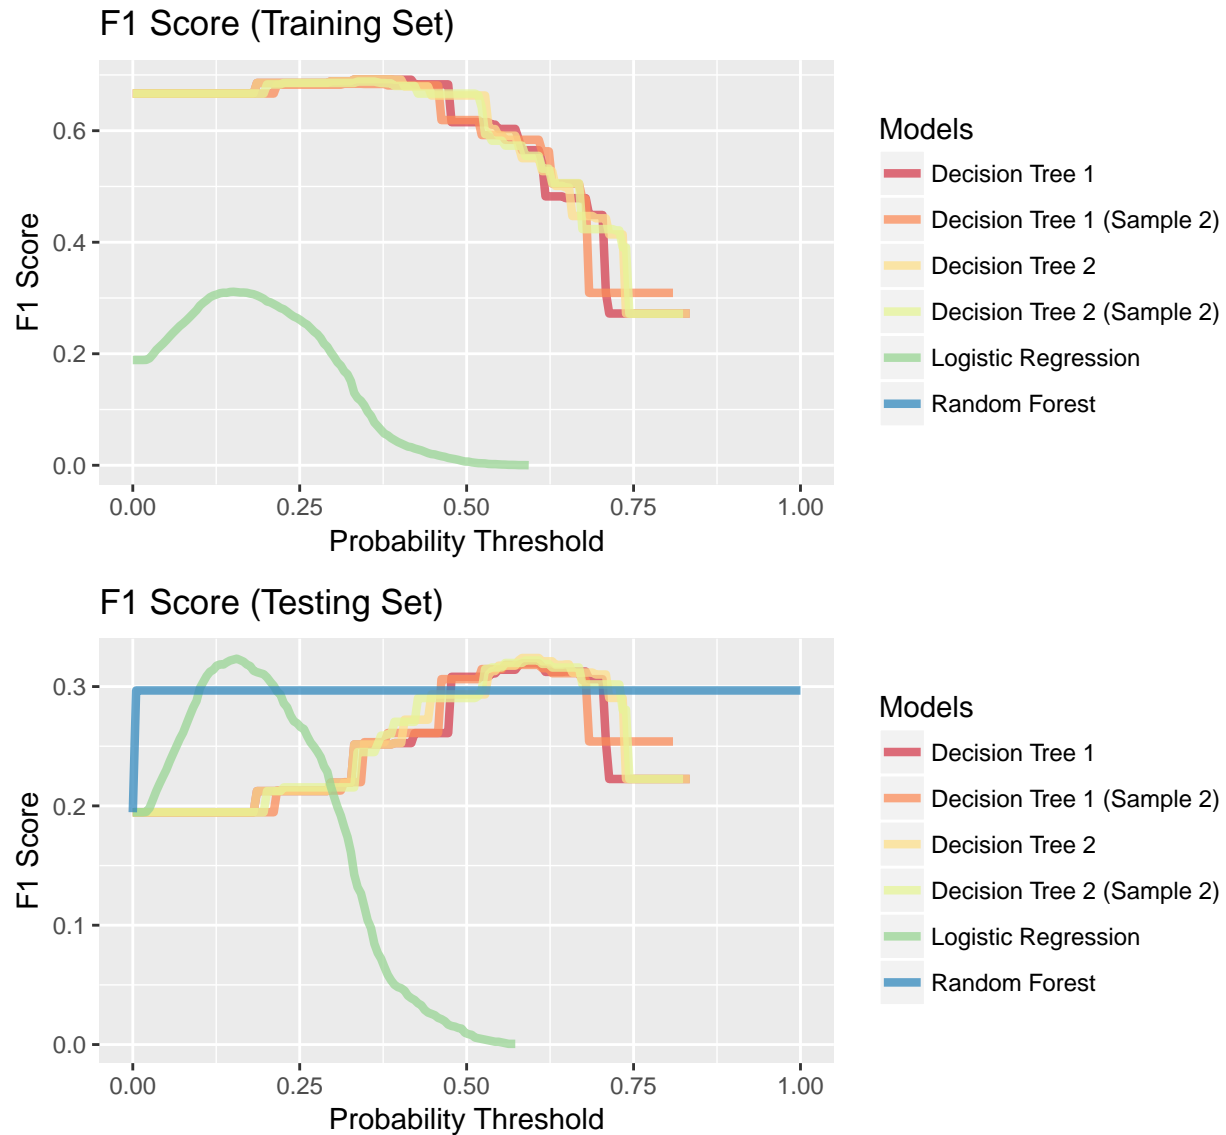 F1 Score (Training Set)
F1 Score
0.6
0.4
0.2
0.0
0.00 0.25 0.50 0.75 1.00
Probability Threshold
Models
Decision Tree 1
Decision Tree 1 (Sample 2)
Decision Tree 2
Decision Tree 2 (Sample 2)
Logistic Regression
Random Forest
F1 Score (Testing Set)
F1 Score
0.3
0.2
0.1
0.0
0.00 0.25 0.50 0.75 1.00
Probability Threshold
Models
Decision Tree 1
Decision Tree 1 (Sample 2)
Decision Tree 2
Decision Tree 2 (Sample 2)
Logistic Regression
Random Forest